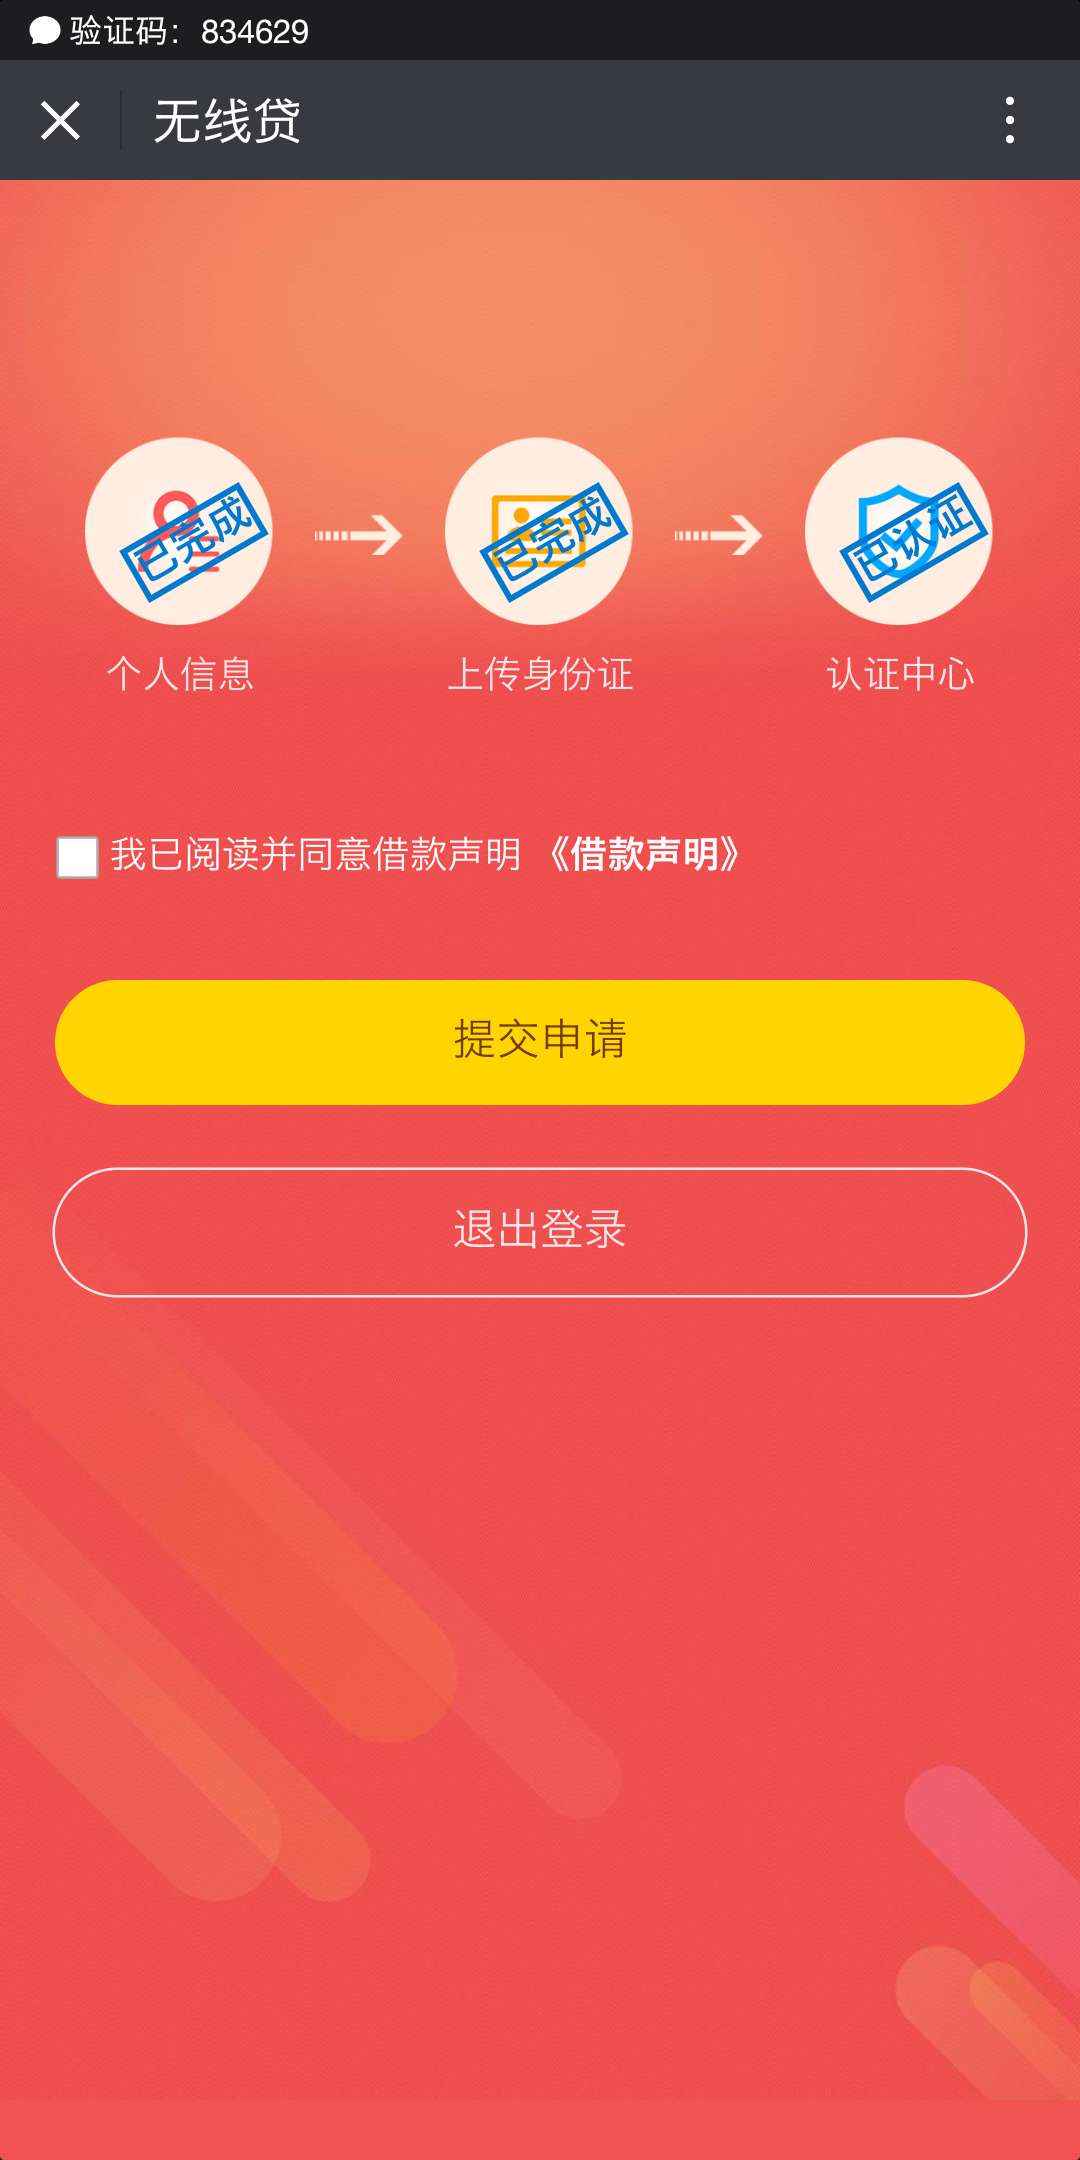 验证码：834629
无线贷
已完成
已完成
已认证
个人信息
上传身份证
认证中心
我已阅读并同意借款声明 《借款声明》
提交申请
退出登录